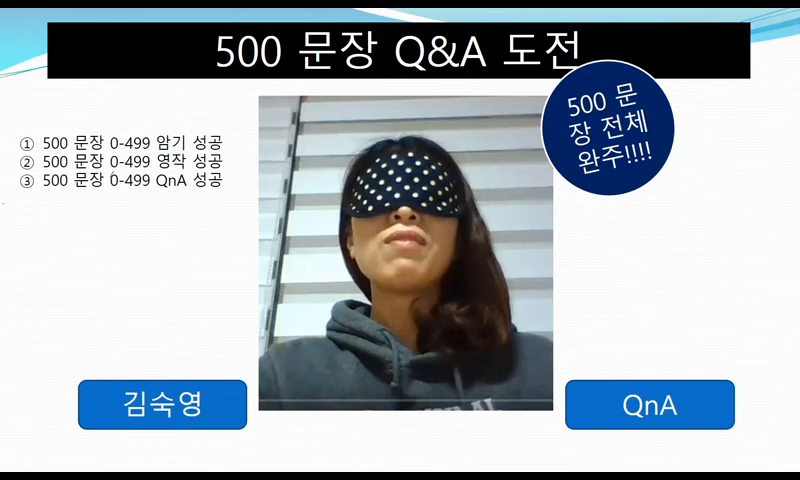 500 문장 Q&A 도전
500 문
장 전체
완주!!!!
① 500 문장 0-499 암기 성공
② 500 문장 0-499 영작 성공
③ 500 문장 0-499 QnA 성공
김숙영
QnA